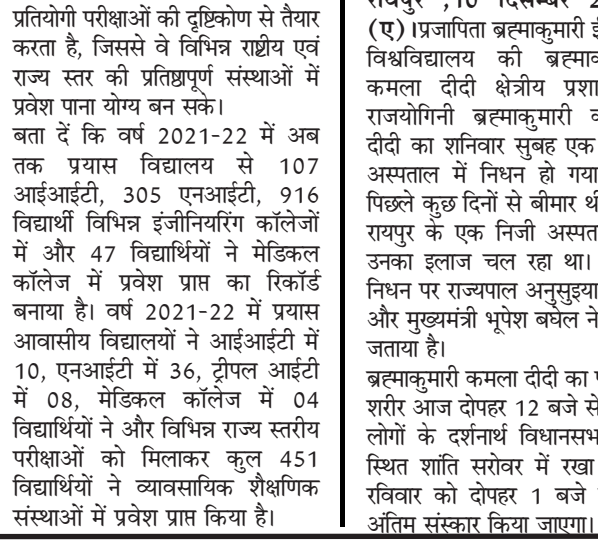 प्रतियोगी परीक्षाओं की दृष्टिकोण से तैयार
करता है, जिससे वे विभिन्न राष्टीय एवं
राज्य स्तर की प्रतिष्ठापूर्ण संस्थाओं में
प्रवेश पाना योग्य बन सके।
बता दें कि वर्ष 2021-22 में अब
तक प्रयास विद्यालय से 107
आईआईटी, 305 एनआईटी, 916
विद्यार्थी विभिन्न इंजीनियरिंग कॉलेजों
में और 47 विद्यार्थियों ने मेडिकल
कॉलेज में प्रवेश प्राप्त का रिकॉर्ड
बनाया है। वर्ष 2021-22 में प्रयास
आवासीय विद्यालयों ने आईआईटी में
10, एनआईटी में 36, ट्रीपल आईटी
में 08, मेडिकल कॉलेज में 04
विद्यार्थियों ने और विभिन्न राज्य स्तरीय
परीक्षाओं को मिलाकर कुल 451
विद्यार्थियों ने व्यावसायिक शैक्षणिक
संस्थाओं में प्रवेश प्राप्त किया है।
रायपुर ,10 दिसम्बर
(ए)।प्रजापिता ब्रह्माकुमारी
विश्वविद्यालय की
कमला दीदी क्षेत्रीय
राजयोगिनी ब्रह्माकुमारी
दीदी का शनिवार सुबह एक
अस्पताल में निधन हो गया
पिछले कुछ दिनों से बीमार
रायपुर के एक निजी
उनका इलाज चल रहा था।
निधन पर राज्यपाल अनुसुइया
और मुख्यमंत्री भूपेश बघेल ने
जताया है।
ब्रह्माकुमारी कमला दीदी का
शरीर आज दोपहर 12 बजे से
लोगों के दर्शनार्थ
स्थित शांति सरोवर में रखा
रविवार को दोपहर 1 बजे
अंतिम संस्कार किया जाएगा।